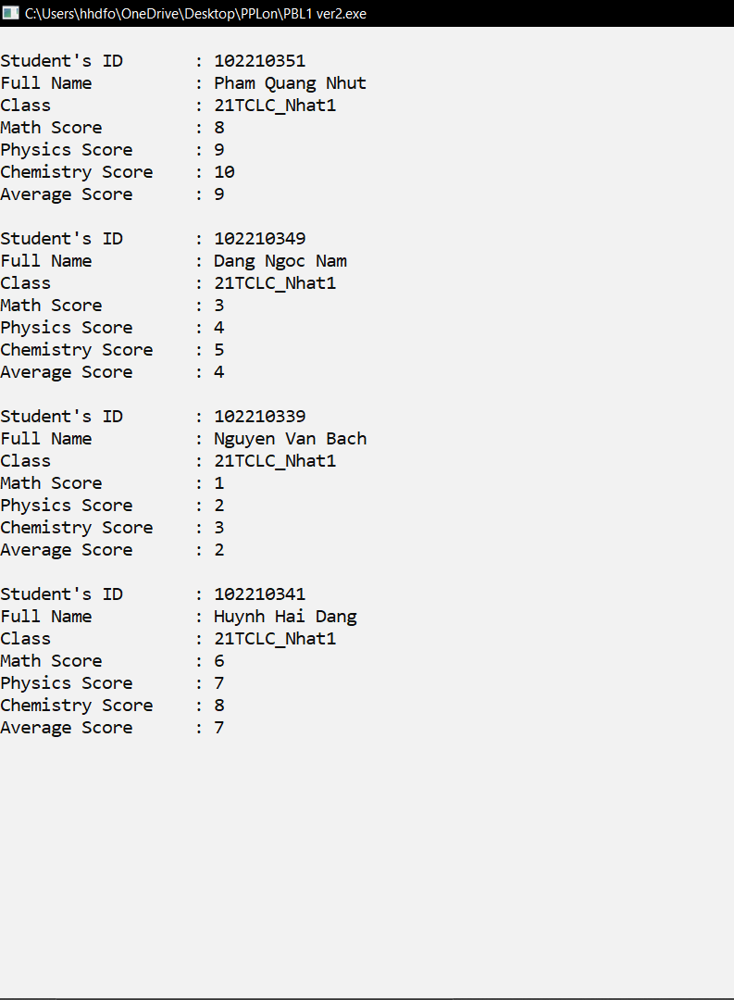 C:\Users\hhdfo\OneDrive\Desktop\PPLon\PBL1 ver2.exe
Student's ID : 102210351
Full Name : Pham Quang Nhut
Class : 21TCLC_Nhat1
Math Score : 8
Physics Score : 9
Chemistry Score : 10
Average Score : 9
Student's ID : 102210349
Full Name : Dang Ngoc Nam
Class : 21TCLC_Nhat1
Math Score : 3
Physics Score : 4
Chemistry Score : 5
Average Score : 4
Student's ID : 102210339
Full Name : Nguyen Van Bach
Class : 21TCLC_Nhat1
Math Score : 1
Physics Score : 2
Chemistry Score : 3
Average Score : 2
Student's ID : 102210341
Full Name : Huynh Hai Dang
Class : 21TCLC_Nhat1
Math Score : 6
Physics Score : 7
Chemistry Score : 8
Average Score : 7